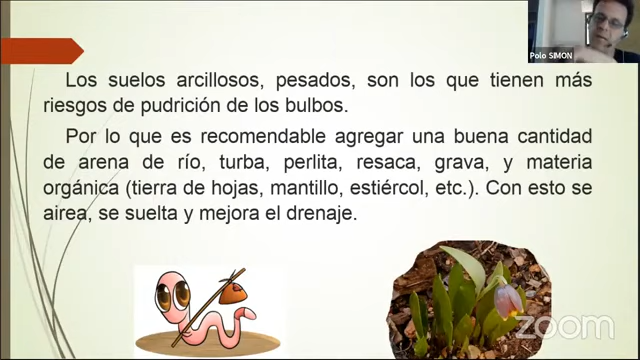 Polo SIMON
Los suelos arcillosos, pesados, son los que tienen más
riesgos de pudrición de los bulbos.
Por lo que es recomendable agregar una buena cantidad
de arena de río, turba, perlita, resaca, grava, y materia
orgánica (tierra de hojas, mantillo, estiércol, etc.). Con esto se
airea, se suelta y mejora el drenaje.
zoom